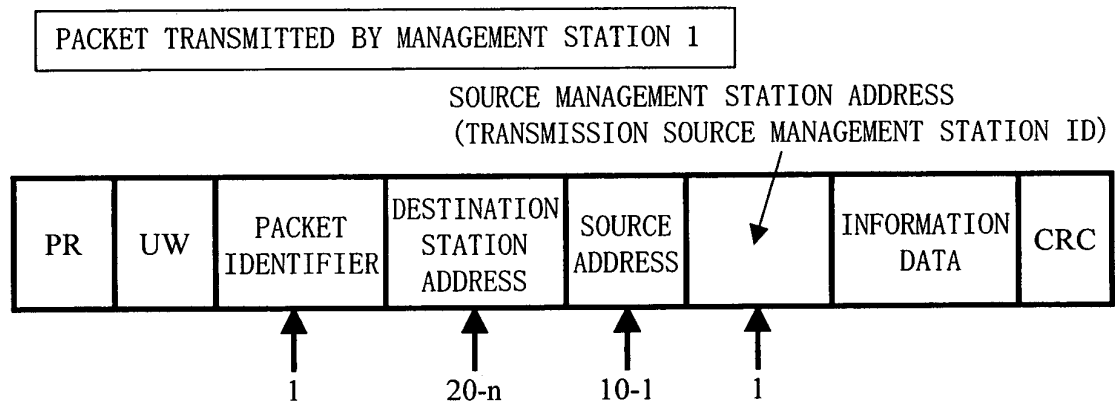 PACKET TRANSMITTED BY MANAGEMENT STATION 1
SOURCE MANAGEMENT STATION ADDRESS
(TRANSMISSION SOURCE MANAGEMENT STATION ID)
PR
UW
PACKET
IDENTIFIER
DESTINATION
STATION
ADDRESS
SOURCE
ADDRESS
INFORMATION
DATA
CRC
1
20-n
10-1
1